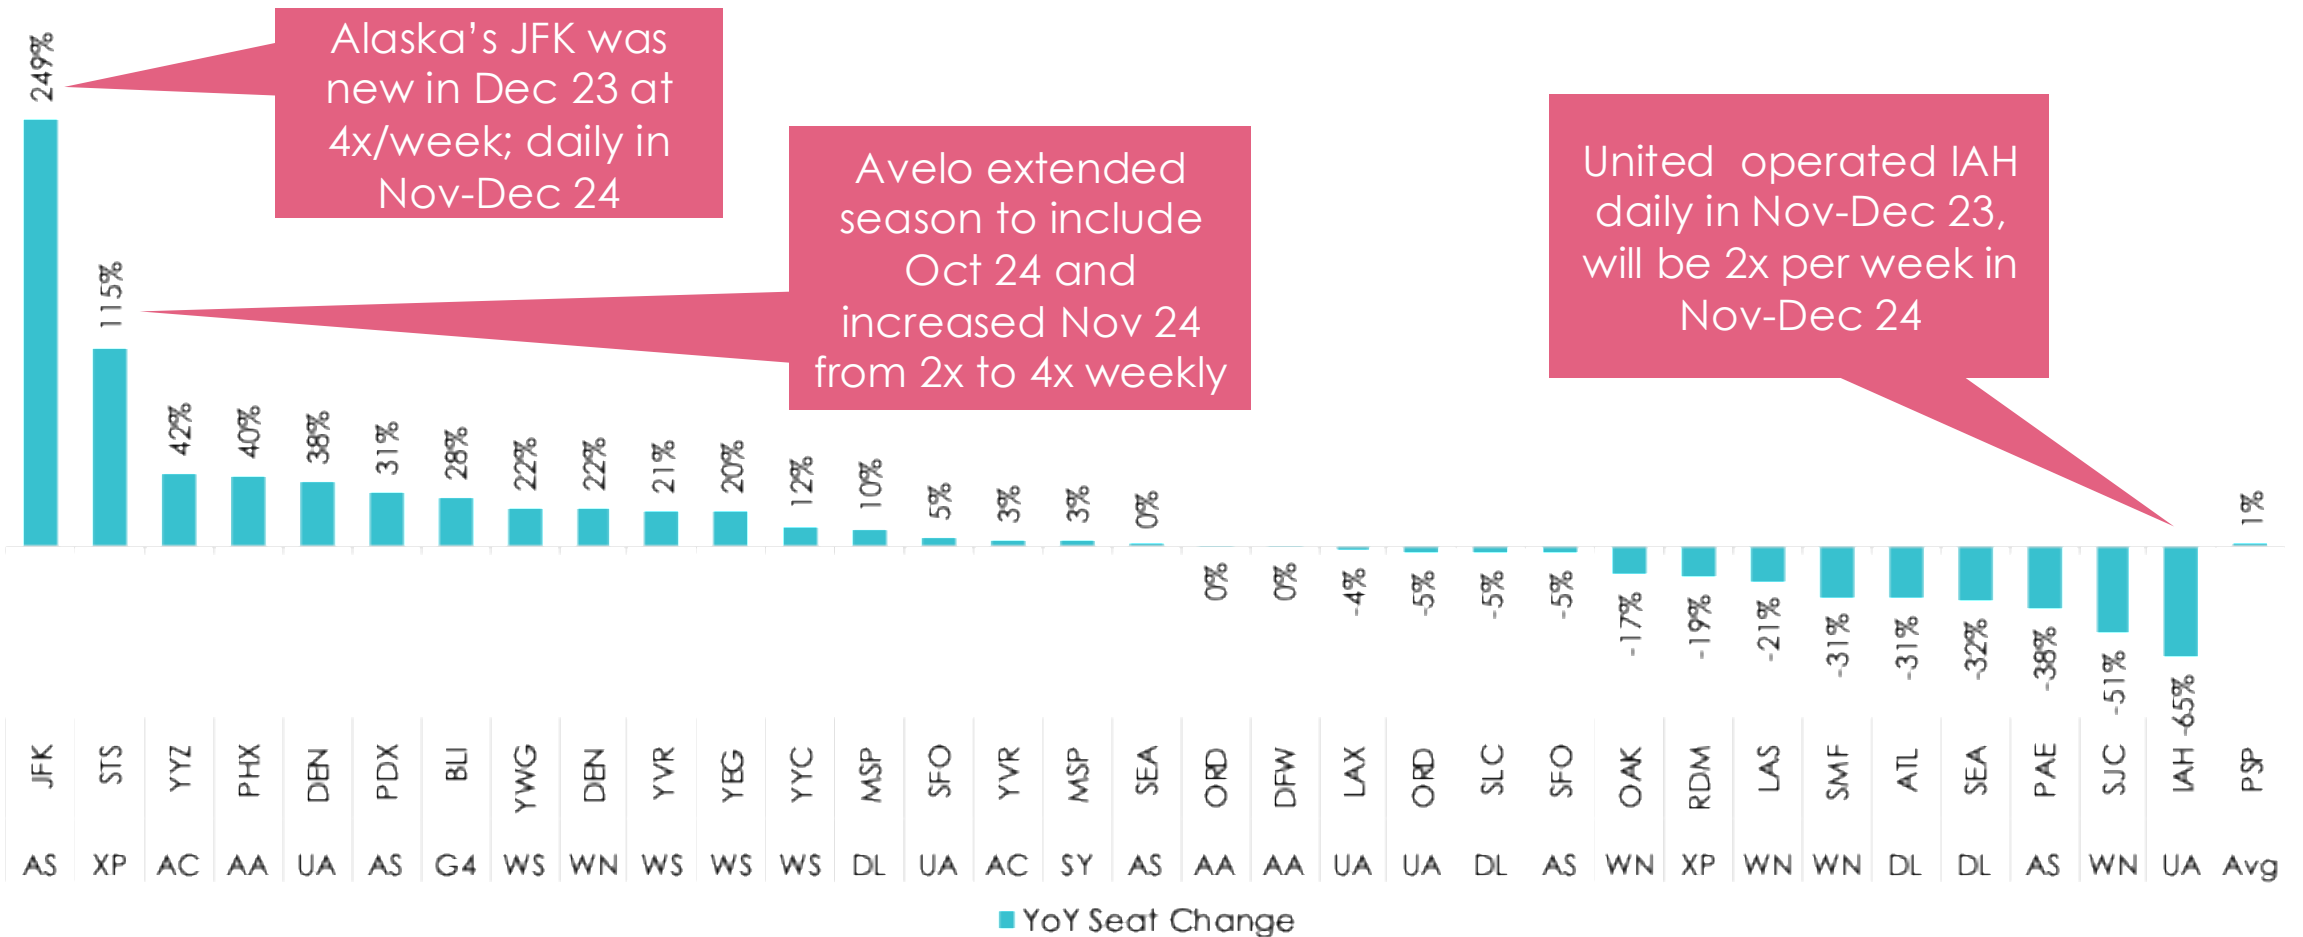 Alaska's JFK was
new in Dec 23 at
4x/week; daily in
Nov-Dec 24
Avelo extended
season to include
Oct 24 and
increased Nov 24
from 2x to 4x weekly
United operated IAH
daily in Nov-Dec 23,
will be 2x per week in
Nov-Dec 24
249%
115%
42%
40%
38%
31%
28%
22%
22%
21%
20%
12%
10%
5%
3%
3%
0%
0%
0%
-4%
-5%
-5%
-5%
-17%
-19%
-21%
-31%
-31%
-32%
-38%
-51%
-65%
1%
JFK
STS
YYZ
PHX
DEN
PDX
BLI
YWG
DEN
YVR
YEG
YYC
MSP
SFO
YVR
MSP
SEA
ORD
DFW
LAX
ORD
SLC
SFO
OAK
RDM
LAS
SMF
ATL
SEA
PAE
SJC
IAH
PSP
AS XP AC AA UA AS G4 WS WN WS WS WS DL UA AC SY AS AA AA UA UA DL AS WN XP WN WN DL DL AS WN UA Avg
YoY Seat Change